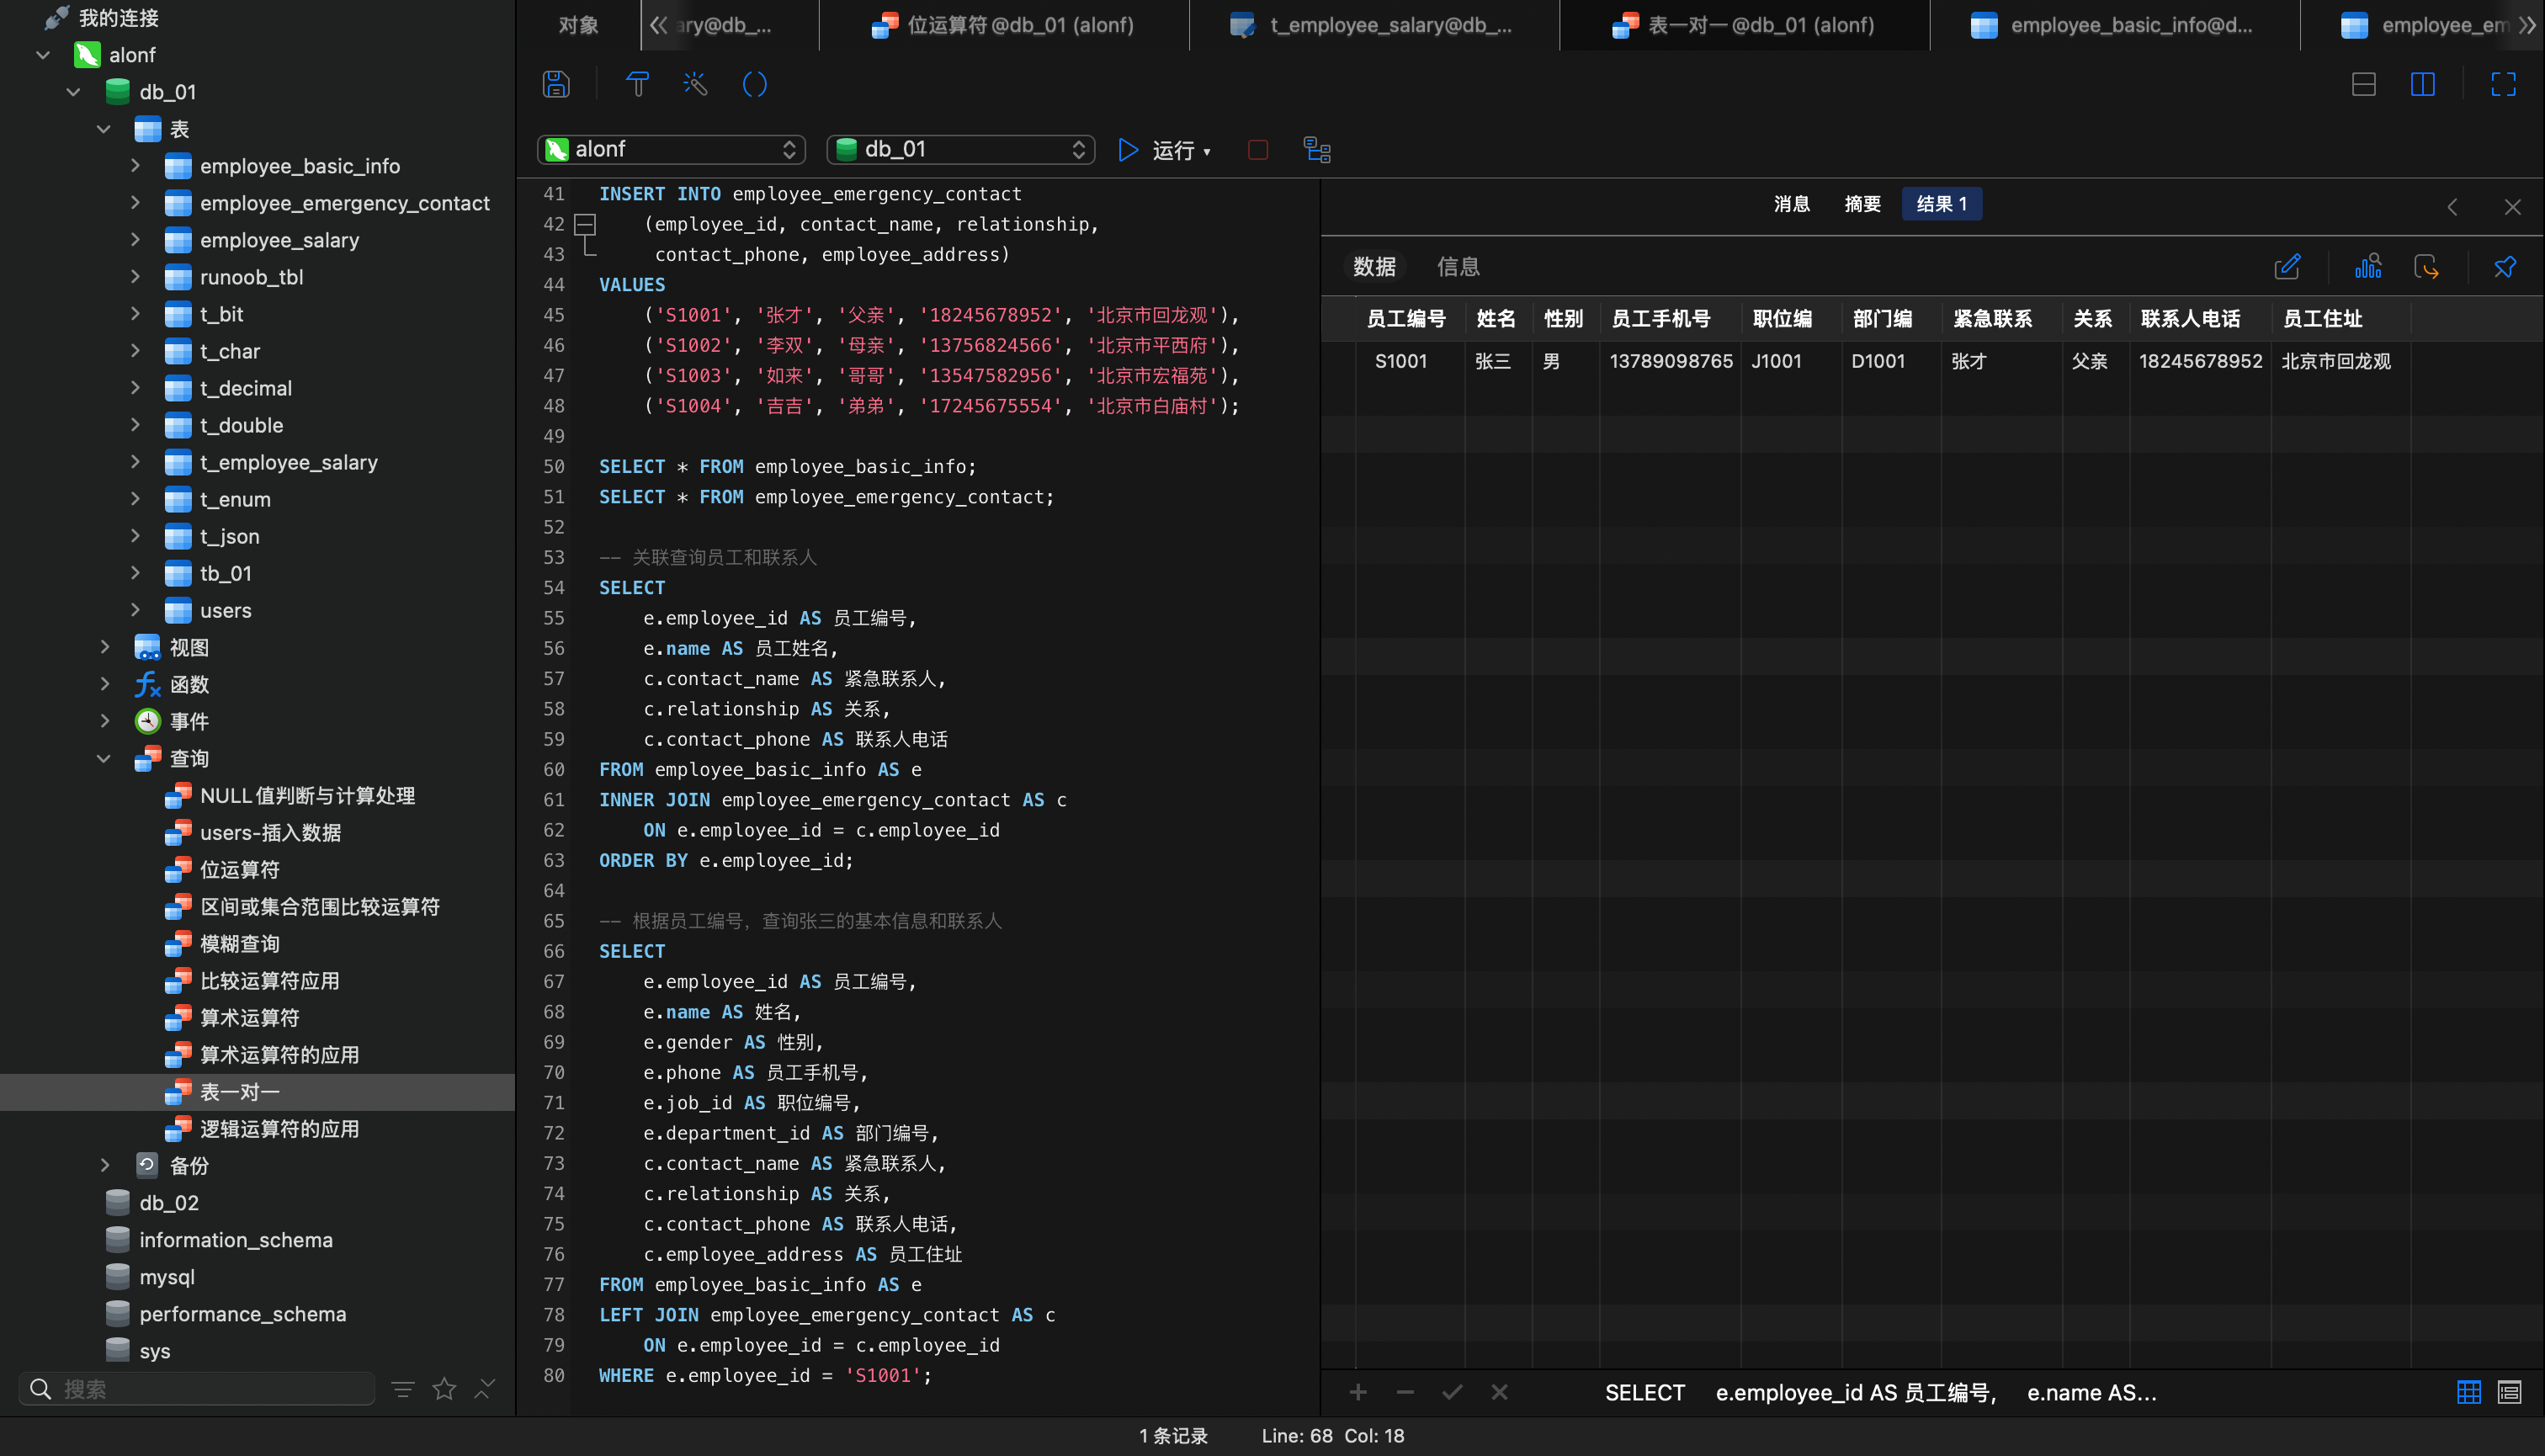 我的连接
alonf
db_01
表
employee_basic_info
employee_emergency_contact
employee_salary
runoob_tbl
t_bit
t_char
t_decimal
t_double
t_employee_salary
t_enum
t_json
tb_01
users
视图
函数
事件
查询
NULL值判断与计算处理
users-插入数据
位运算符
区间或集合范围比较运算符
模糊查询
比较运算符应用
算术运算符
算术运算符的应用
表一对一
逻辑运算符的应用
备份
db_02
information_schema
mysql
performance_schema
sys
搜索
对象
ary@db_...
位运算符@db_01 (alonf)
t_employee_salary@db_...
表一对一@db_01 (alonf)
employee_basic_info@d...
employee_em
alonf
db_01
运行
41 INSERT INTO employee_emergency_contact
42     (employee_id, contact_name, relationship,
43      contact_phone, employee_address)
44 VALUES
45     ('S1001', '张才', '父亲', '18245678952', '北京市回龙观'),
46     ('S1002', '李双', '母亲', '13756824566', '北京市平西府'),
47     ('S1003', '如来', '哥哥', '13547582956', '北京市宏福苑'),
48     ('S1004', '吉吉', '弟弟', '17245675554', '北京市白庙村');
49
50 SELECT * FROM employee_basic_info;
51 SELECT * FROM employee_emergency_contact;
52
53 -- 关联查询员工和联系人
54 SELECT
55     e.employee_id AS 员工编号,
56     e.name AS 员工姓名,
57     c.contact_name AS 紧急联系人,
58     c.relationship AS 关系,
59     c.contact_phone AS 联系人电话
60 FROM employee_basic_info AS e
61 INNER JOIN employee_emergency_contact AS c
62     ON e.employee_id = c.employee_id
63 ORDER BY e.employee_id;
64
65 -- 根据员工编号，查询张三的基本信息和联系人
66 SELECT
67     e.employee_id AS 员工编号,
68     e.name AS 姓名,
69     e.gender AS 性别,
70     e.phone AS 员工手机号,
71     e.job_id AS 职位编号,
72     e.department_id AS 部门编号,
73     c.contact_name AS 紧急联系人,
74     c.relationship AS 关系,
75     c.contact_phone AS 联系人电话,
76     c.employee_address AS 员工住址
77 FROM employee_basic_info AS e
78 LEFT JOIN employee_emergency_contact AS c
79     ON e.employee_id = c.employee_id
80 WHERE e.employee_id = 'S1001';
消息 摘要 结果 1
数据 信息
员工编号 姓名 性别 员工手机号 职位编 部门编 紧急联系 关系 联系人电话 员工住址
S1001 张三 男 13789098765 J1001 D1001 张才 父亲 18245678952 北京市回龙观
SELECT e.employee_id AS 员工编号, e.name AS...
1 条记录 Line: 68 Col: 18